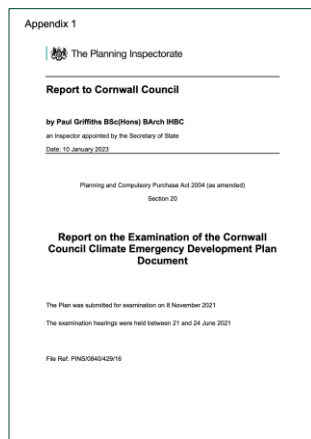 Appendix 1
The Planning Inspectorate
Report to Cornwall Council
by Paul Griffiths BSc(Hons) BArch IHBC
an Inspector appointed by the Secretary of State
Date: 10 January 2023
Planning and Compulsory Purchase Act 2004 (as amended)
Section 20
Report on the Examination of the Cornwall
Council Climate Emergency Development Plan
Document
The Plan was submitted for examination on 8 November 2021
The examination hearings were held between 21 and 24 June 2021
File Ref: PINS/D0840/429/16